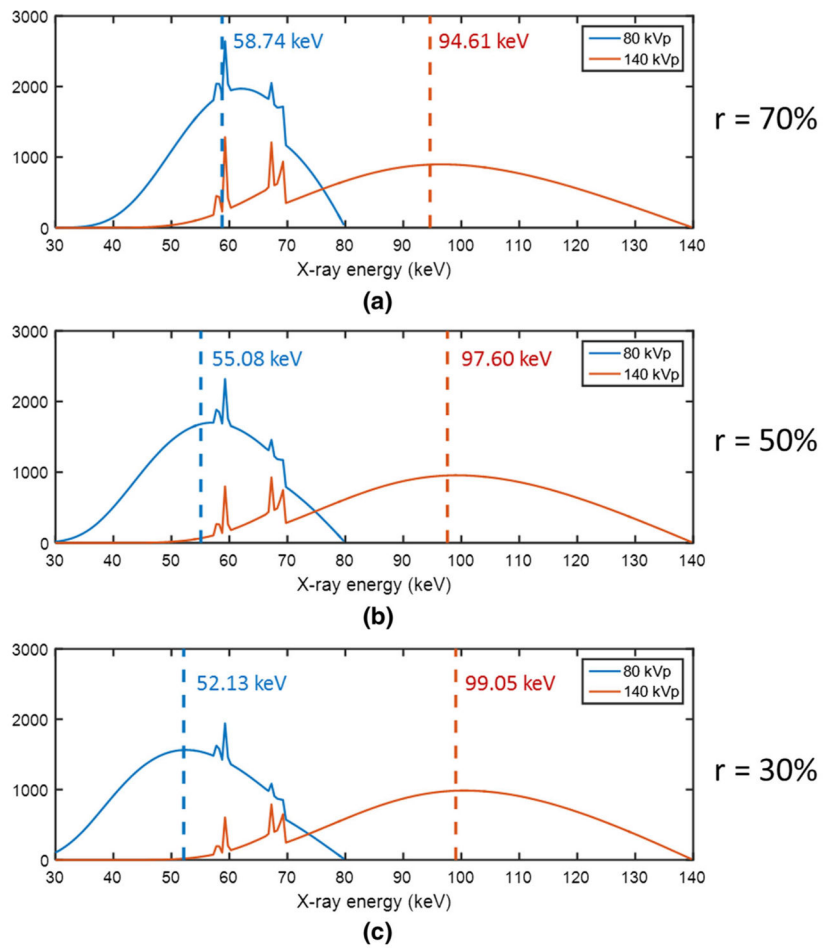 3000
2000
1000
0
58.74 keV
94.61 keV
80 kVp
140 kVp
r = 70%
30 40 50 60 70 80 90 100 110 120 130 140
X-ray energy (keV)
(a)
3000
2000
1000
0
55.08 keV
97.60 keV
80 kVp
140 kVp
r = 50%
30 40 50 60 70 80 90 100 110 120 130 140
X-ray energy (keV)
(b)
3000
2000
1000
0
52.13 keV
99.05 keV
80 kVp
140 kVp
r = 30%
30 40 50 60 70 80 90 100 110 120 130 140
X-ray energy (keV)
(c)